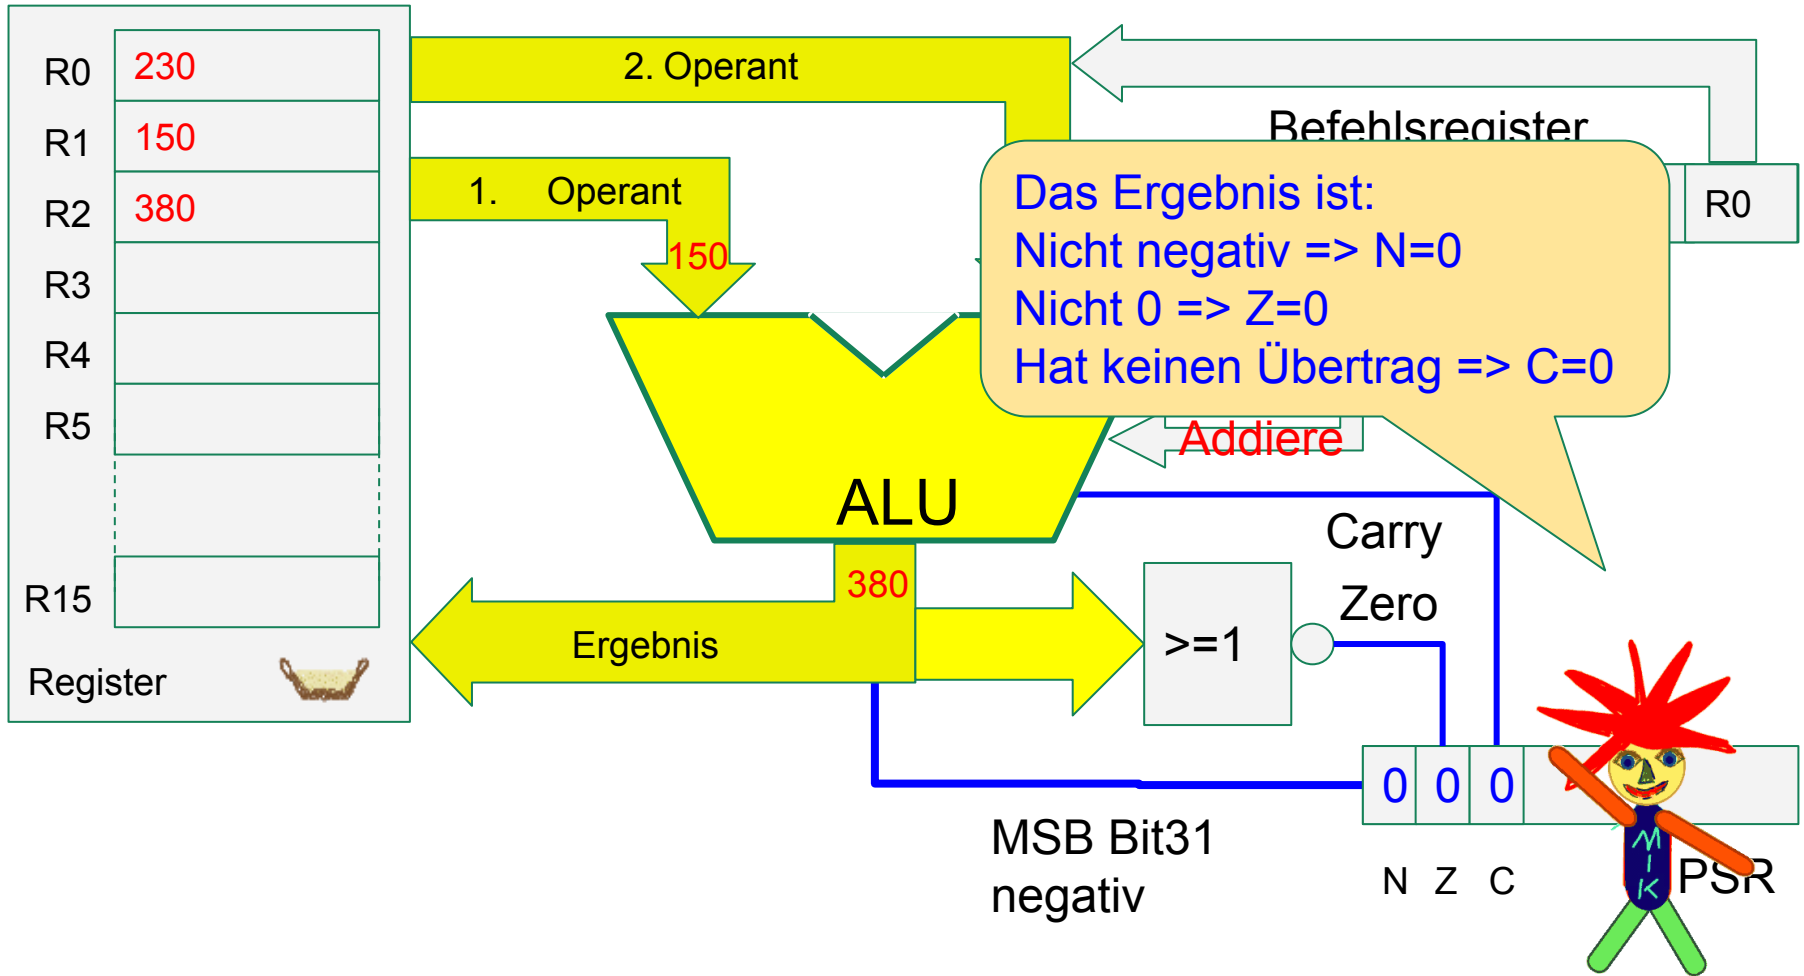 R0 230
R1 150
R2 380
R3
R4
R5
R15
Register
2. Operant
1. Operant
150
Befehlsregister
R0
Das Ergebnis ist:
Nicht negativ => N=0
Nicht 0 => Z=0
Hat keinen Übertrag => C=0
Addiere
ALU
Carry
380
Zero
Ergebnis
>=1
0 0 0
MSB Bit31
negativ
N Z C
PSR
MIK